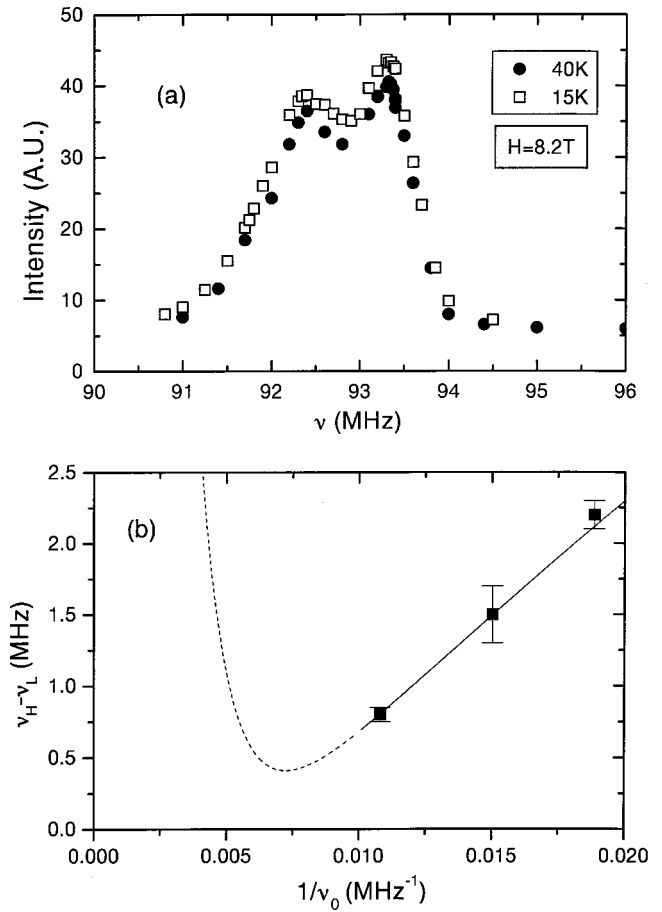 50
40
30
20
10
0
Intensity (A.U.)
(a)
40K
15K
H=8.2T
90 91 92 93 94 95 96
ν (MHz)
2.5
2.0
1.5
1.0
0.5
0.0
ν_H-ν_L (MHz)
(b)
0.000 0.005 0.010 0.015 0.020
1/ν₀ (MHz⁻¹)